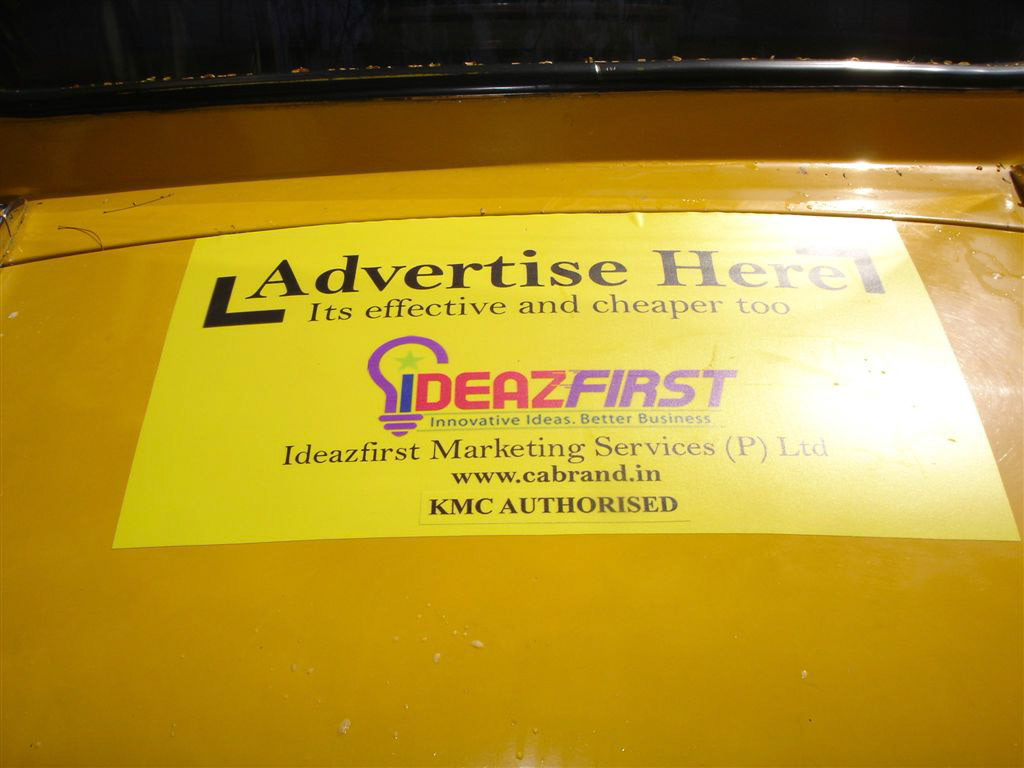 Advertise Here
Its effective and cheaper too
IDEAZFIRST
Innovative Ideas. Better Business
Ideazfirst Marketing Services (P) Ltd
www.cabrand.in
KMC AUTHORISED